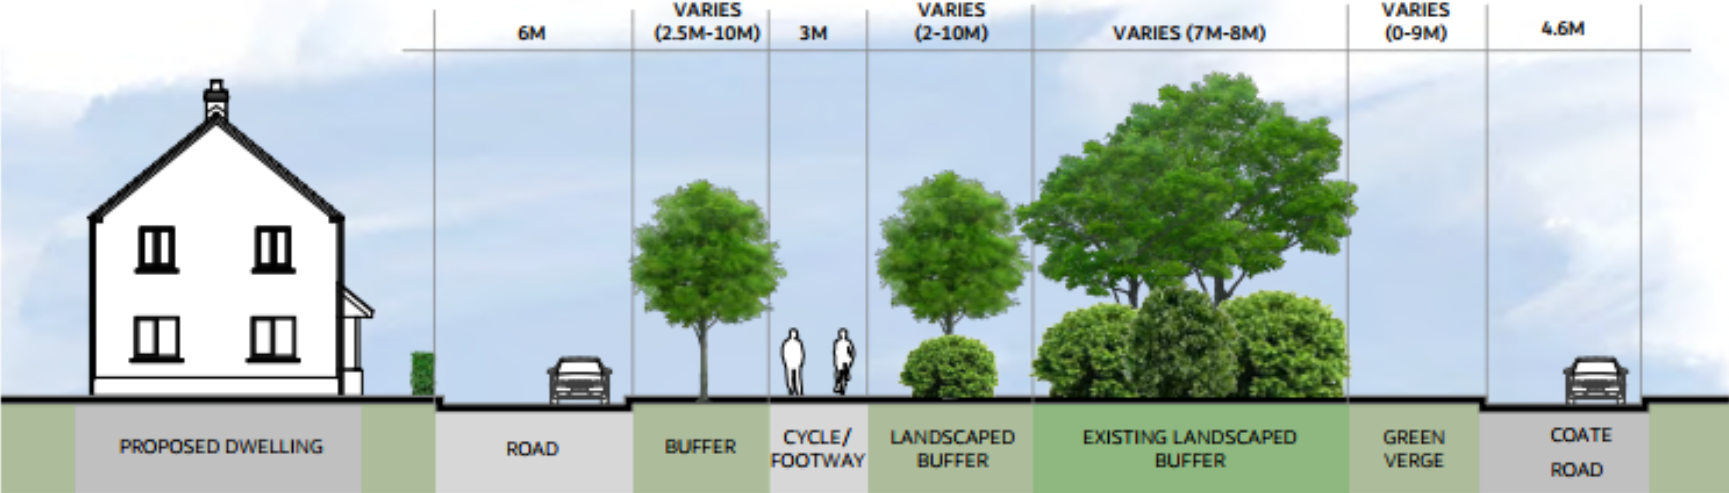 6M
VARIES
(2.5M-10M)
3M
VARIES
(2-10M)
VARIES (7M-8M)
VARIES
(0-9M)
4.6M
PROPOSED DWELLING
ROAD
BUFFER
CYCLE/
FOOTWAY
LANDSCAPED
BUFFER
EXISTING LANDSCAPED
BUFFER
GREEN
VERGE
COATE
ROAD